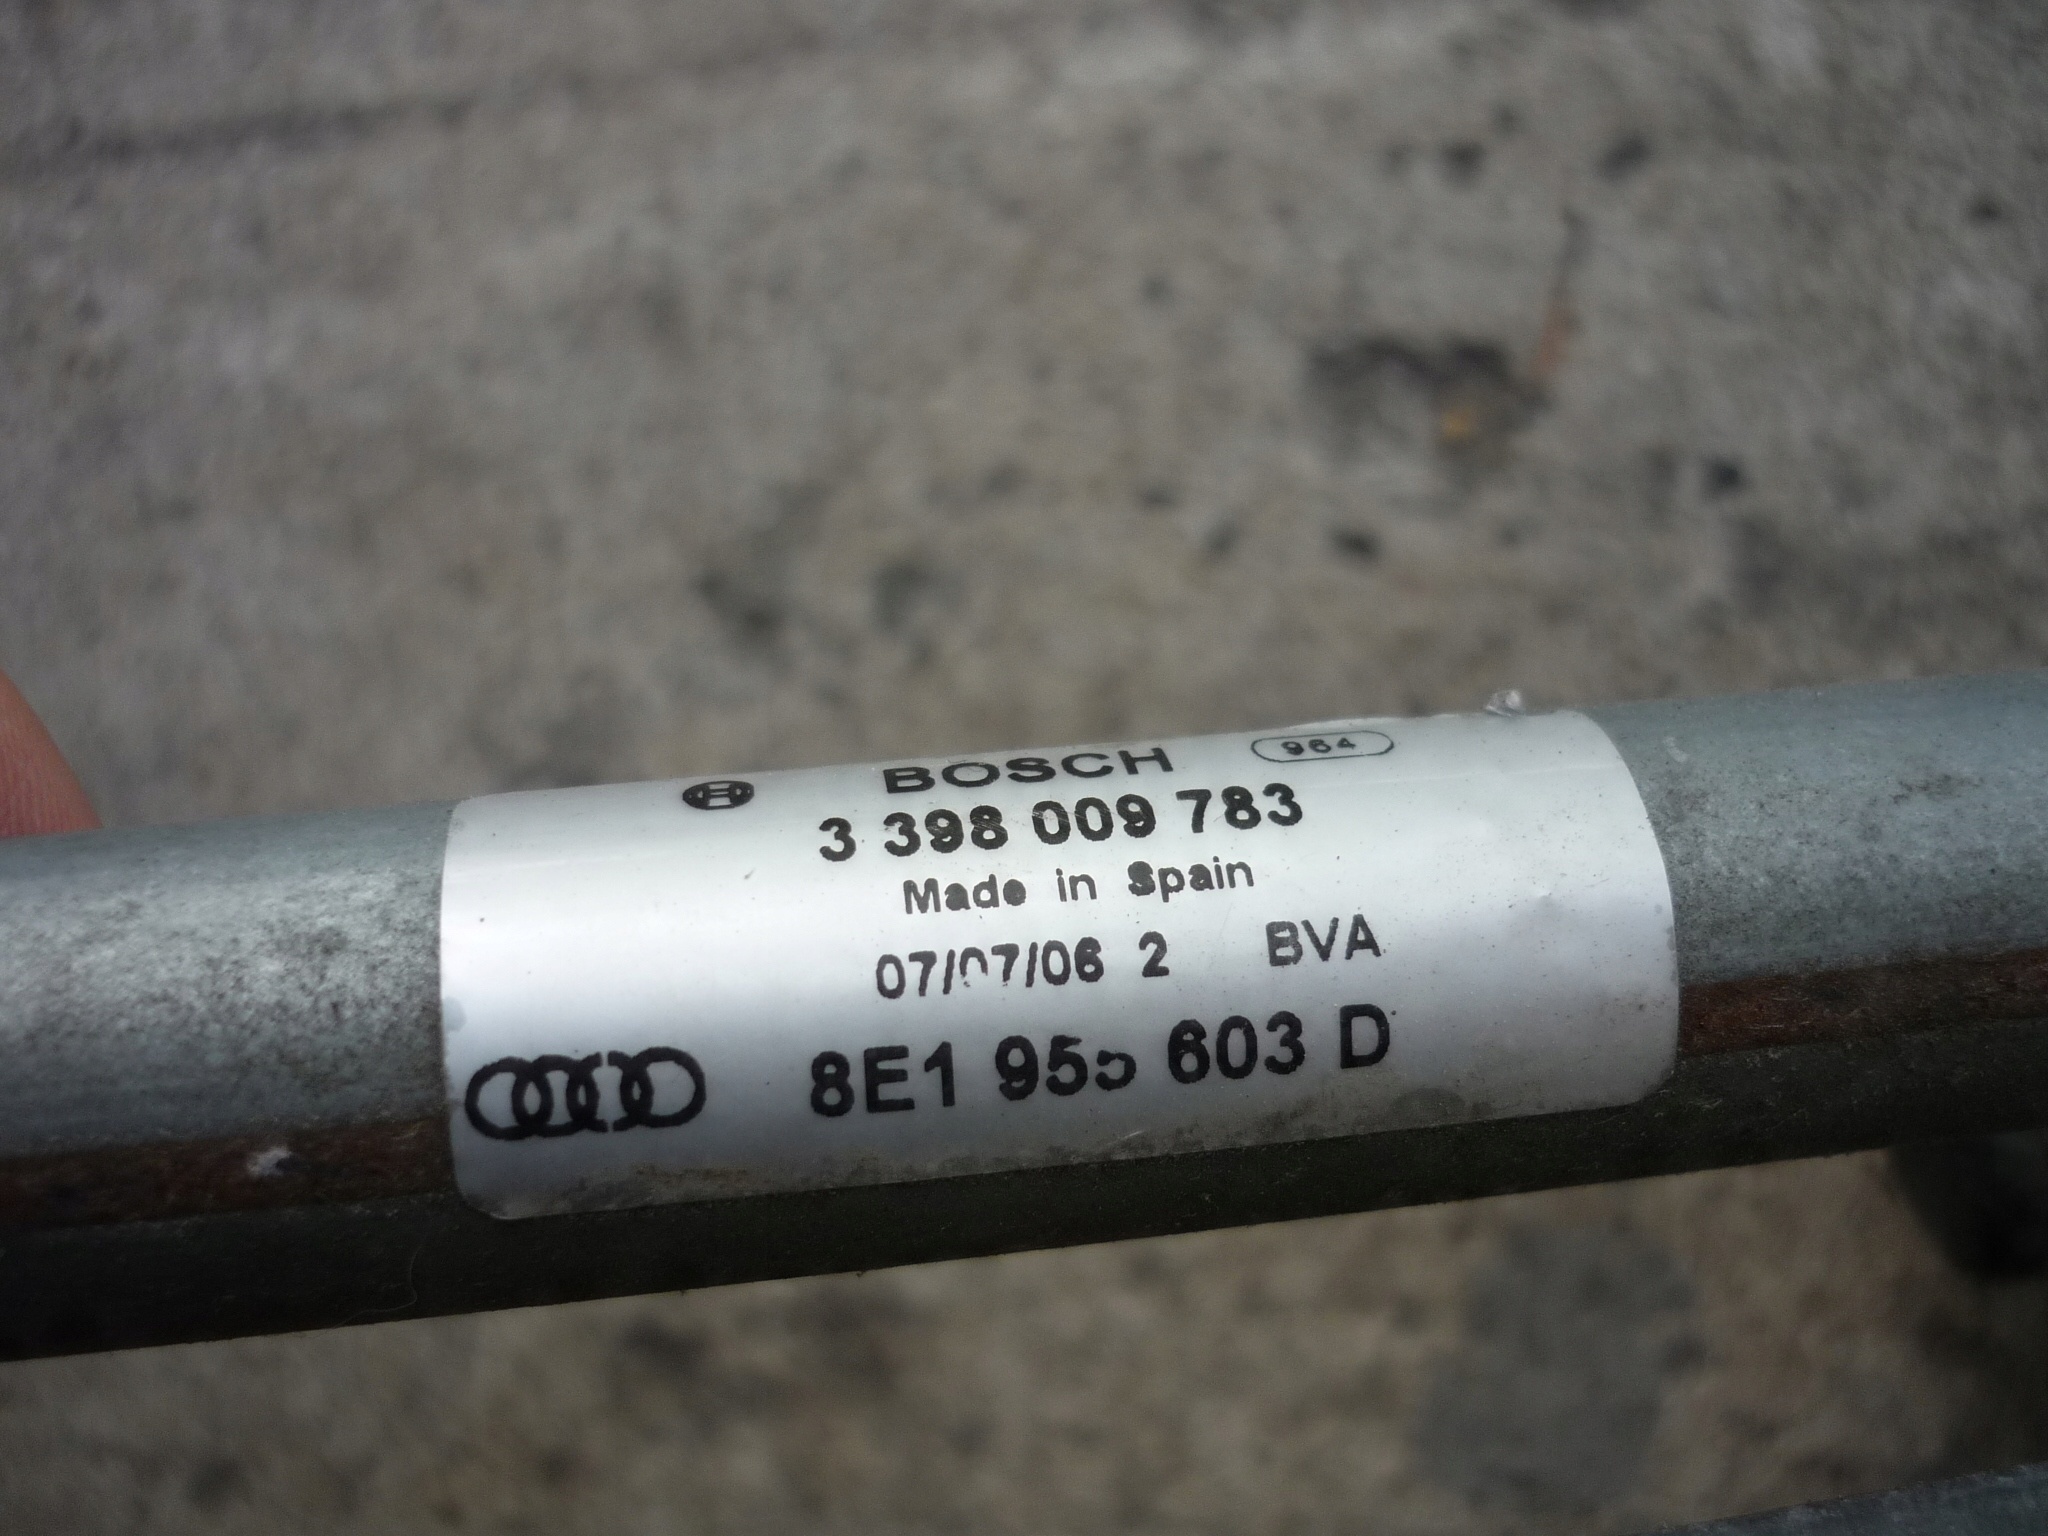 BOSCH 964
3 398 009 783
Made in Spain
07/07/06 2 BVA
8E1 955 603 D